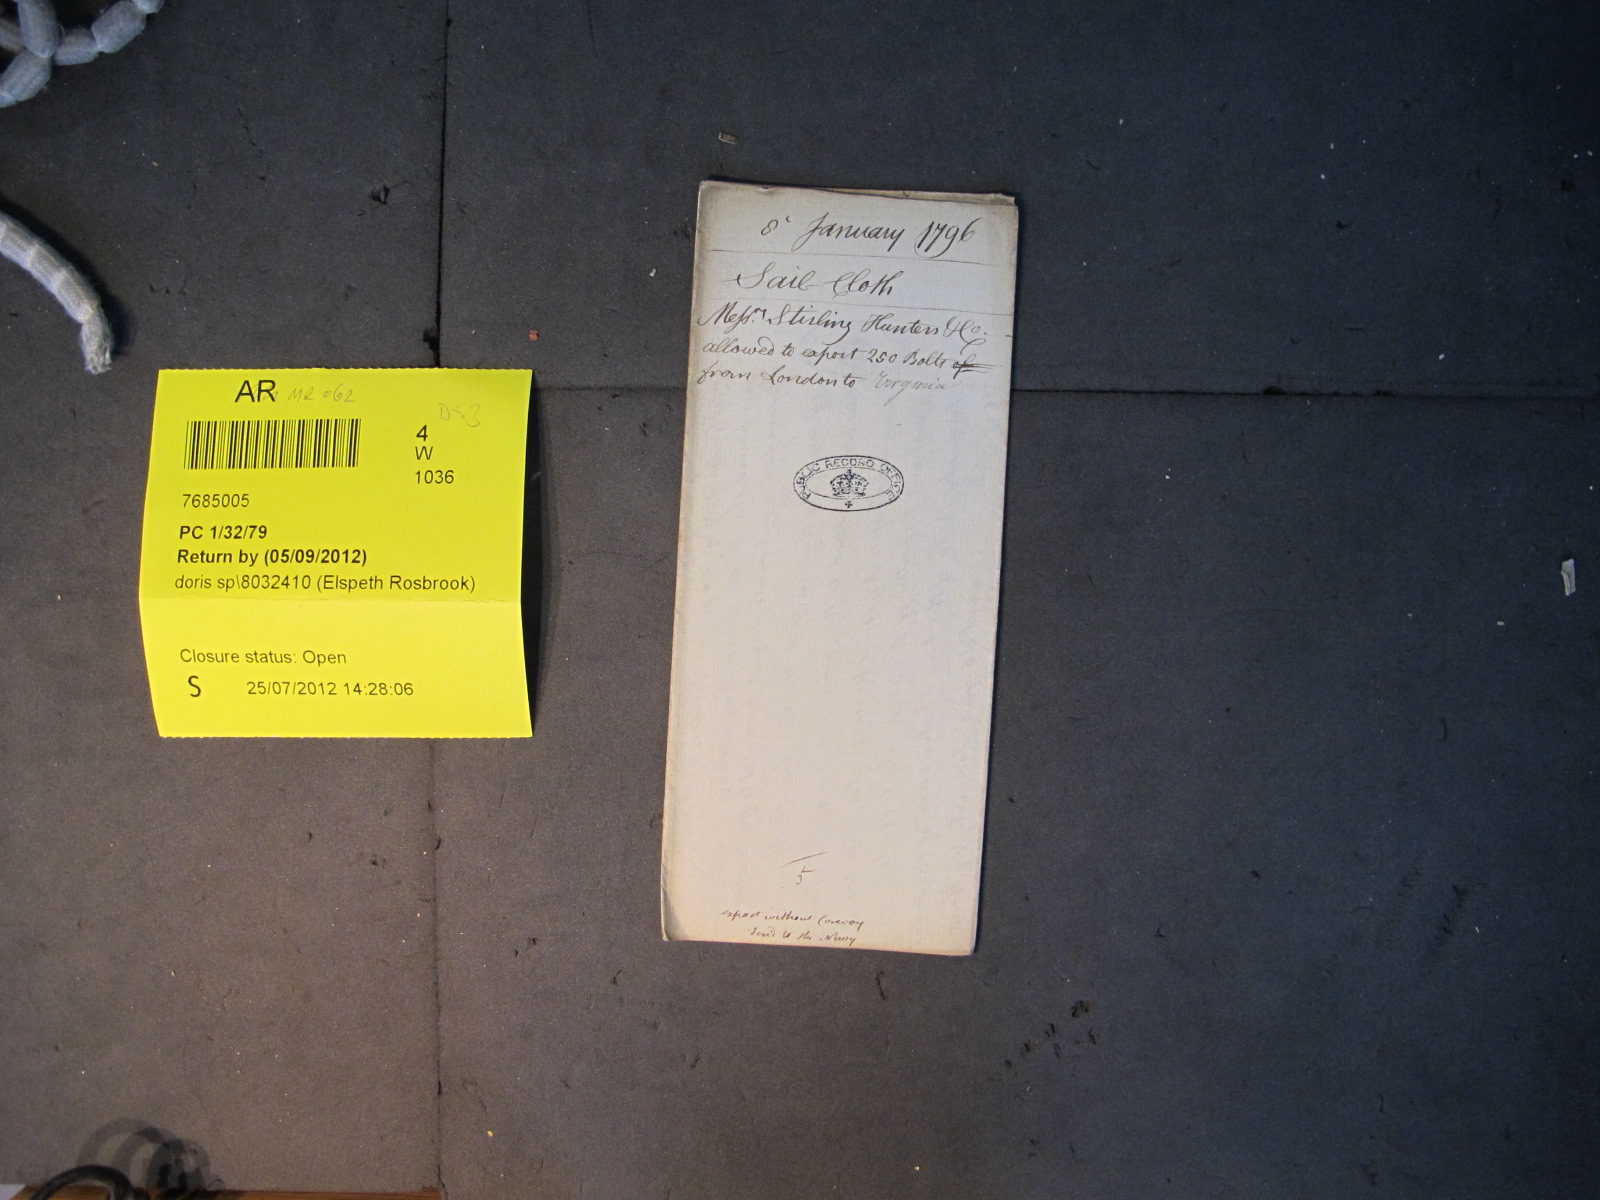 AR MR 062
DS3
4
W
1036
7685005
PC 1/32/79
Return by (05/09/2012)
doris sp\8032410 (Elspeth Rosbrook)
Closure status: Open
S 25/07/2012 14:28:06
8 January 1796
Sail Cloth
Messrs Stirling Hunters & Co.
allowed to export 250 Bolts of
from London to Virginia
PUBLIC RECORD OFFICE
5
export without Convoy
send to the Navy